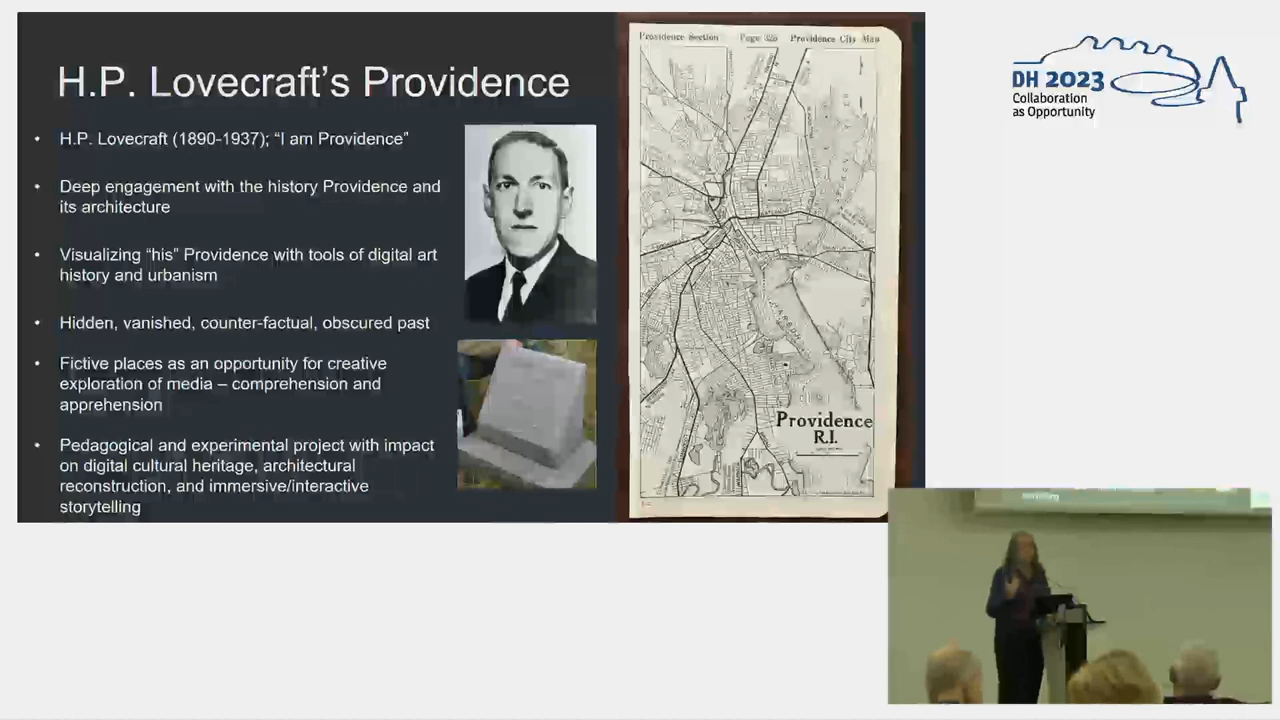 H.P. Lovecraft’s Providence
• H.P. Lovecraft (1890-1937); “I am Providence”
• Deep engagement with the history Providence and
its architecture
• Visualizing “his” Providence with tools of digital art
history and urbanism
• Hidden, vanished, counter-factual, obscured past
• Fictive places as an opportunity for creative
exploration of media – comprehension and
apprehension
• Pedagogical and experimental project with impact
on digital cultural heritage, architectural
reconstruction, and immersive/interactive
storytelling
Providence Section Page Providence City Map
Providence
R.I.
DH 2023
Collaboration
as Opportunity
storytelling